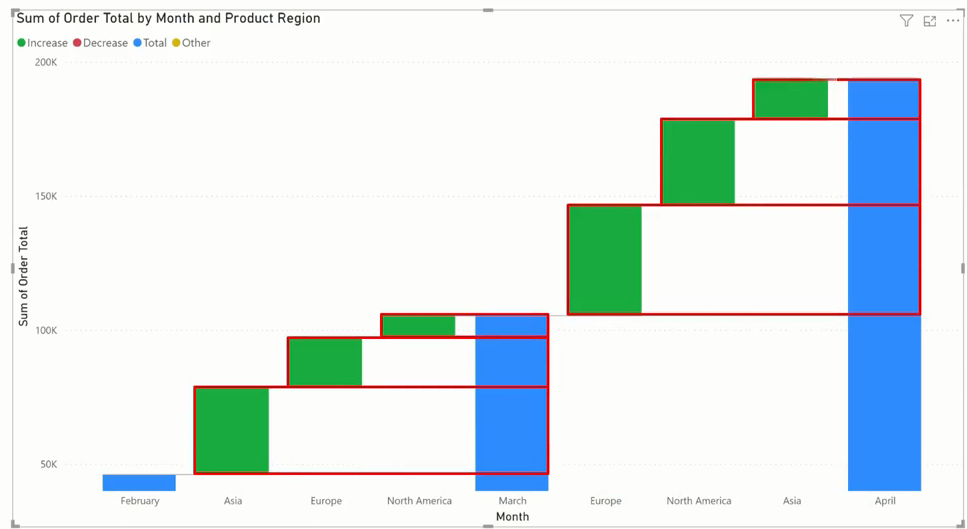 Sum of Order Total by Month and Product Region
Increase Decrease Total Other
200K
150K
100K
50K
Sum of Order Total
February Asia Europe North America March Europe North America Asia April
Month